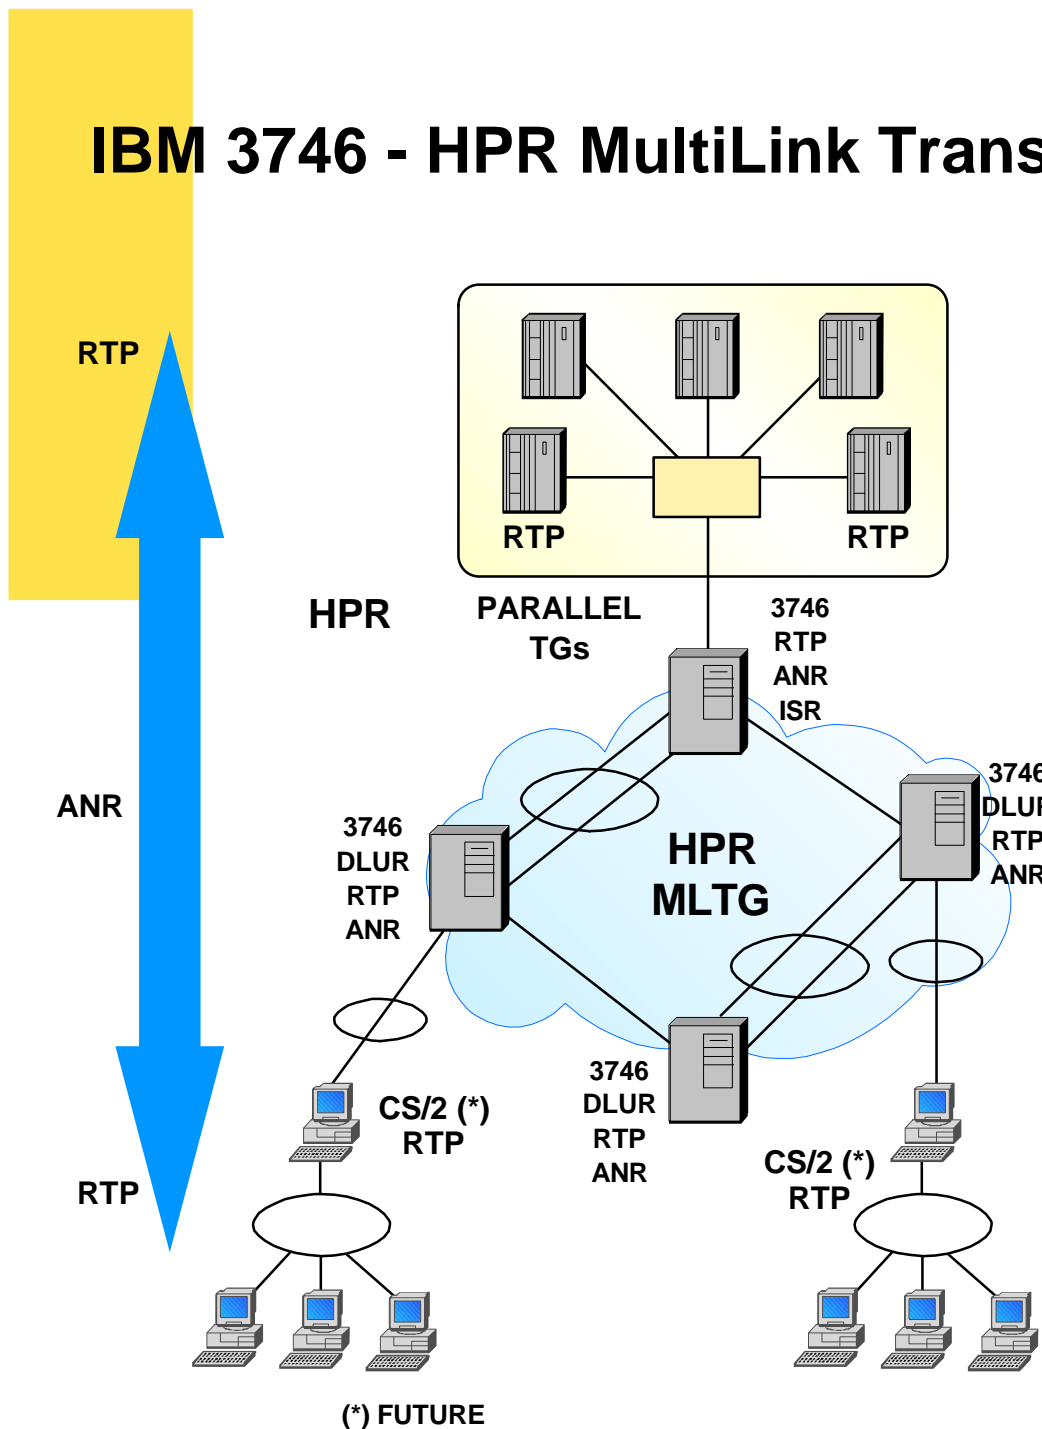 IBM 3746 - HPR MultiLink Trans
RTP
RTP
RTP
HPR
PARALLEL
TGs
3746
RTP
ANR
ISR
ANR
3746
DLUR
RTP
ANR
HPR
MLTG
3746
DLUR
RTP
ANR
3746
DLUR
RTP
ANR
CS/2 (*)
RTP
CS/2 (*)
RTP
RTP
(*) FUTURE